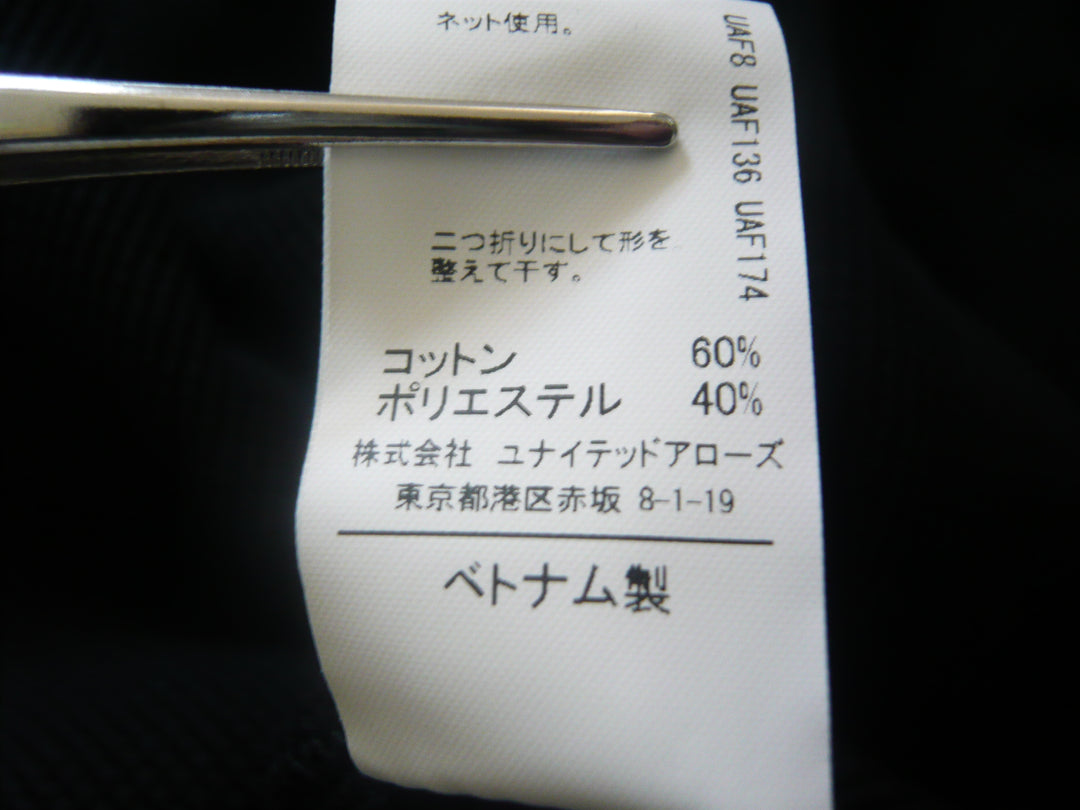 ネット使用。
UAF8 UAF136 UAF174
二つ折りにして形を
整えて干す。
コットン 60%
ポリエステル 40%
株式会社 ユナイテッドアローズ
東京都港区赤坂 8-1-19
ベトナム製